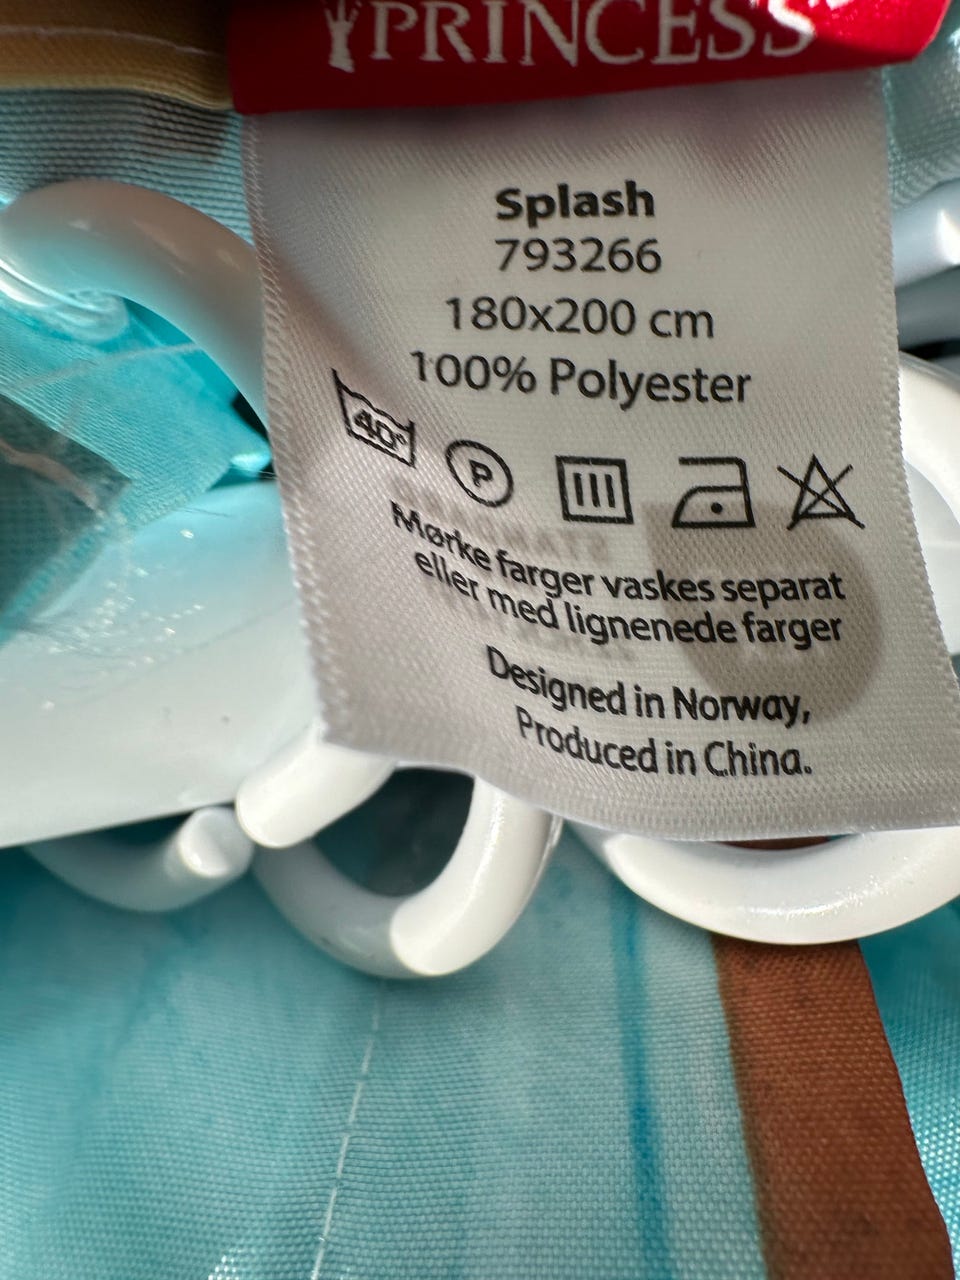 PRINCESS
Splash
793266
180x200 cm
100% Polyester
40°
P
Mørke farger vaskes separat
eller med lignenede farger
Designed in Norway,
Produced in China.